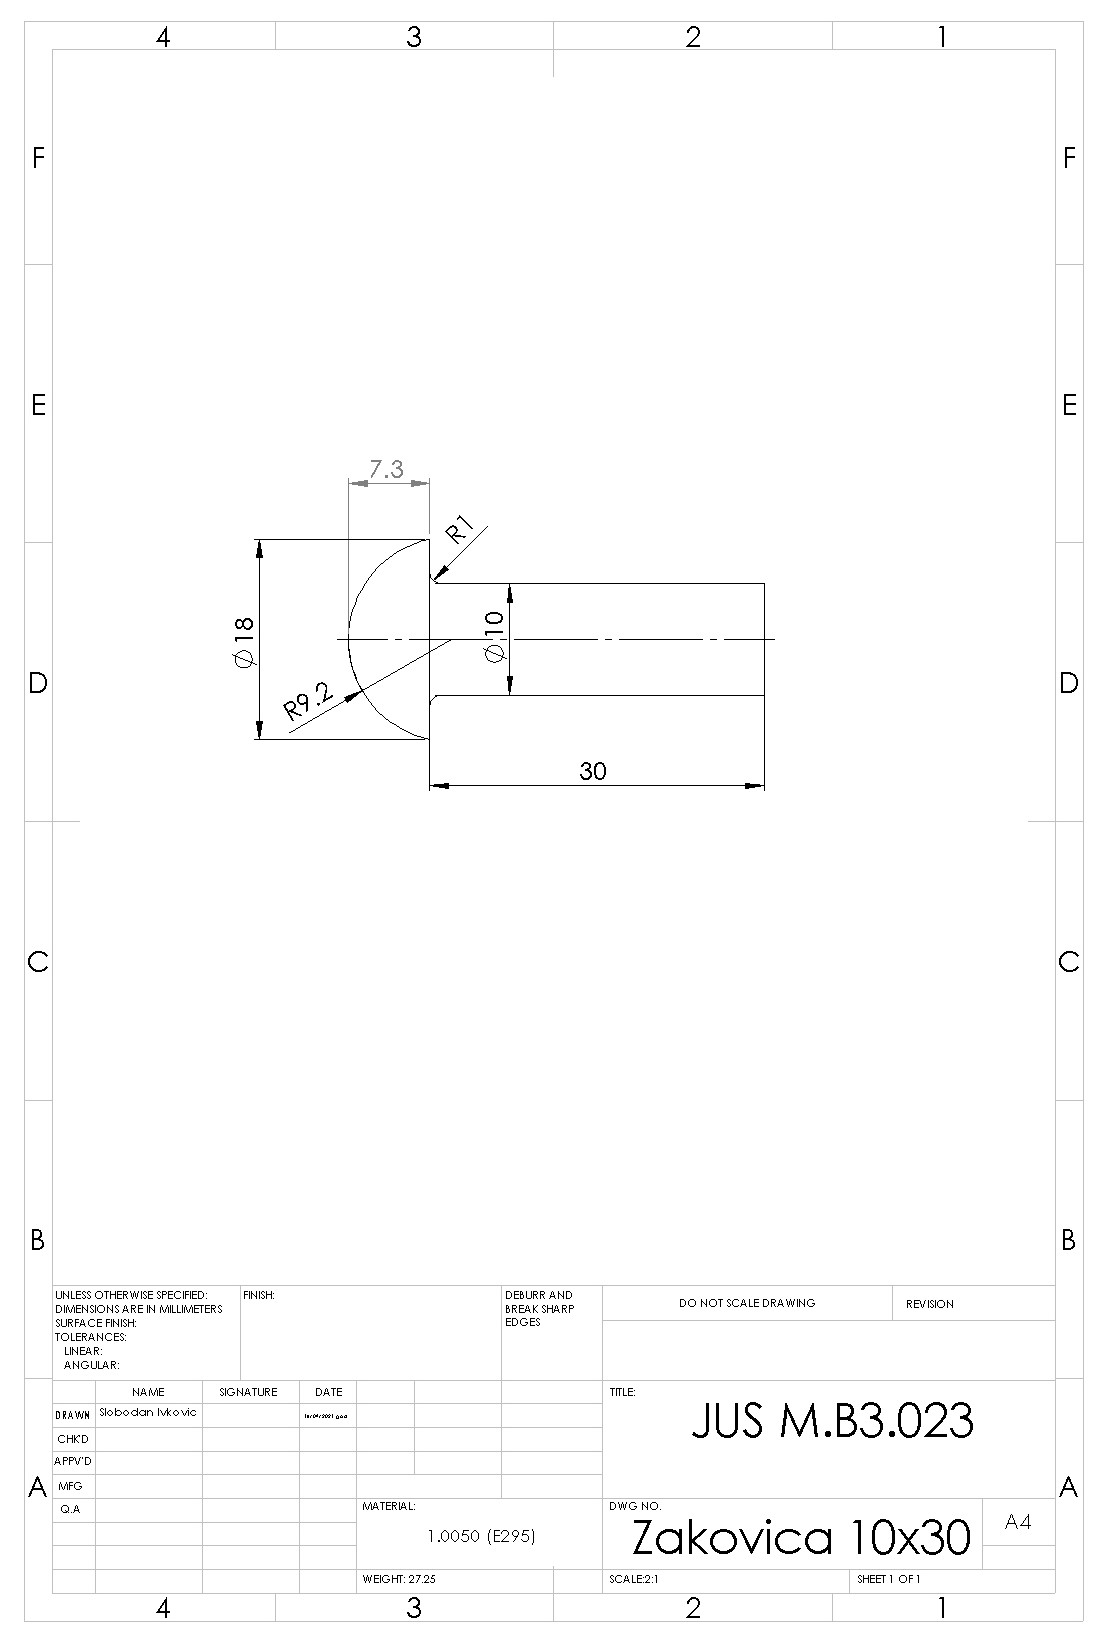 4 3 2 1
F F
E E
7.3
R1
⌀18
⌀10
R9.2
D D
30
C C
B B
UNLESS OTHERWISE SPECIFIED:
DIMENSIONS ARE IN MILLIMETERS
SURFACE FINISH:
TOLERANCES:
LINEAR:
ANGULAR:
FINISH:
DEBURR AND
BREAK SHARP
EDGES
DO NOT SCALE DRAWING
REVISION
NAME SIGNATURE DATE
DRAWN Slobodan Ivkovic
CHK'D
APPV'D
MFG
Q.A
TITLE:
JUS M.B3.023
A A
MATERIAL:
1.0050 (E295)
DWG NO.
Zakovica 10x30
A4
WEIGHT: 27.25
SCALE:2:1
SHEET 1 OF 1
4 3 2 1